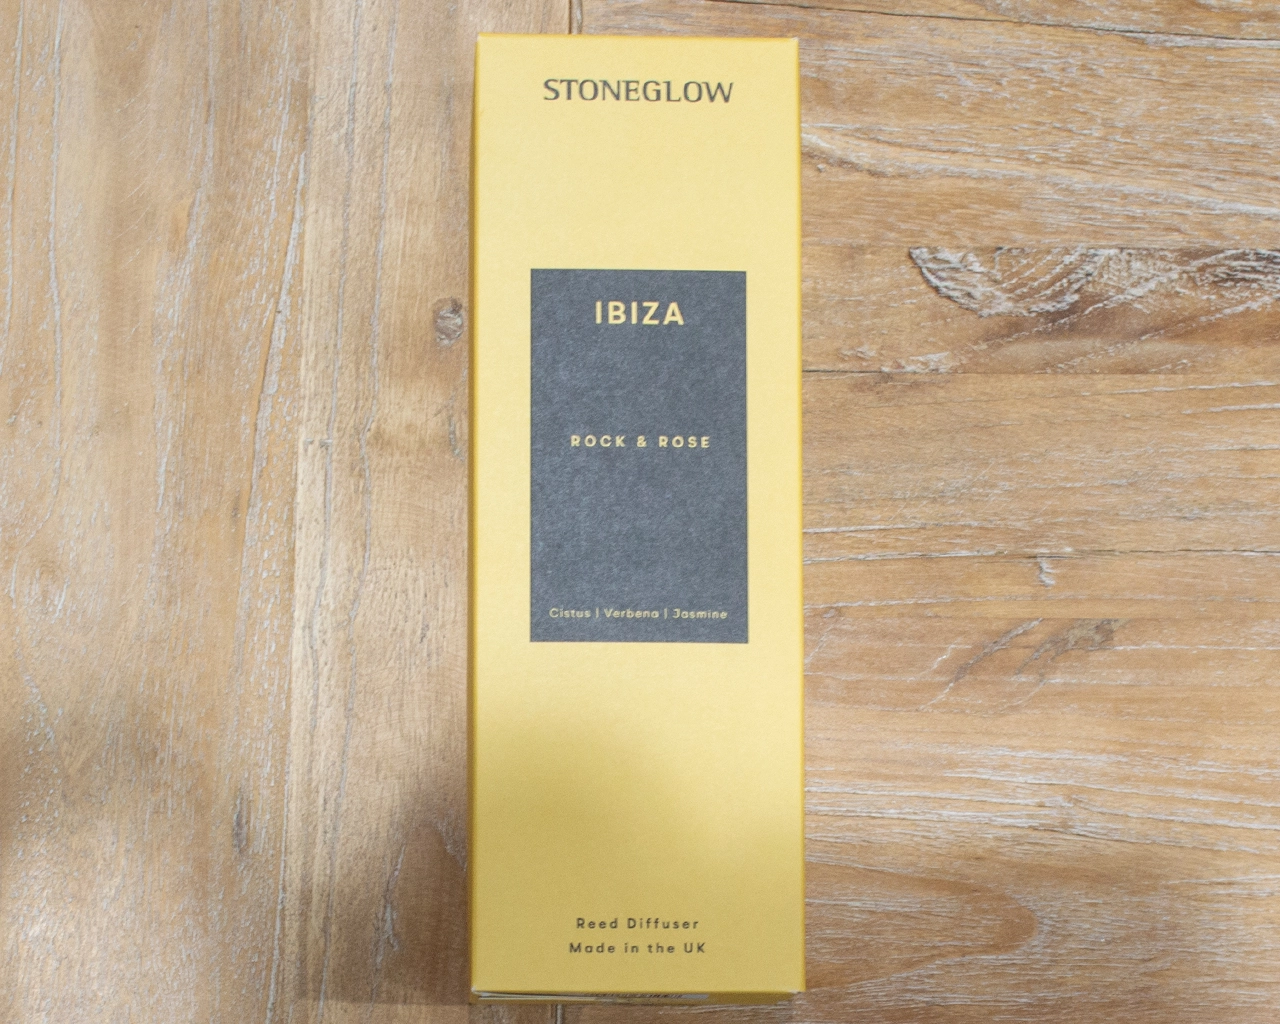 STONEGLOW
IBIZA
ROCK & ROSE
Cistus | Verbena | Jasmine
Reed Diffuser
Made in the UK